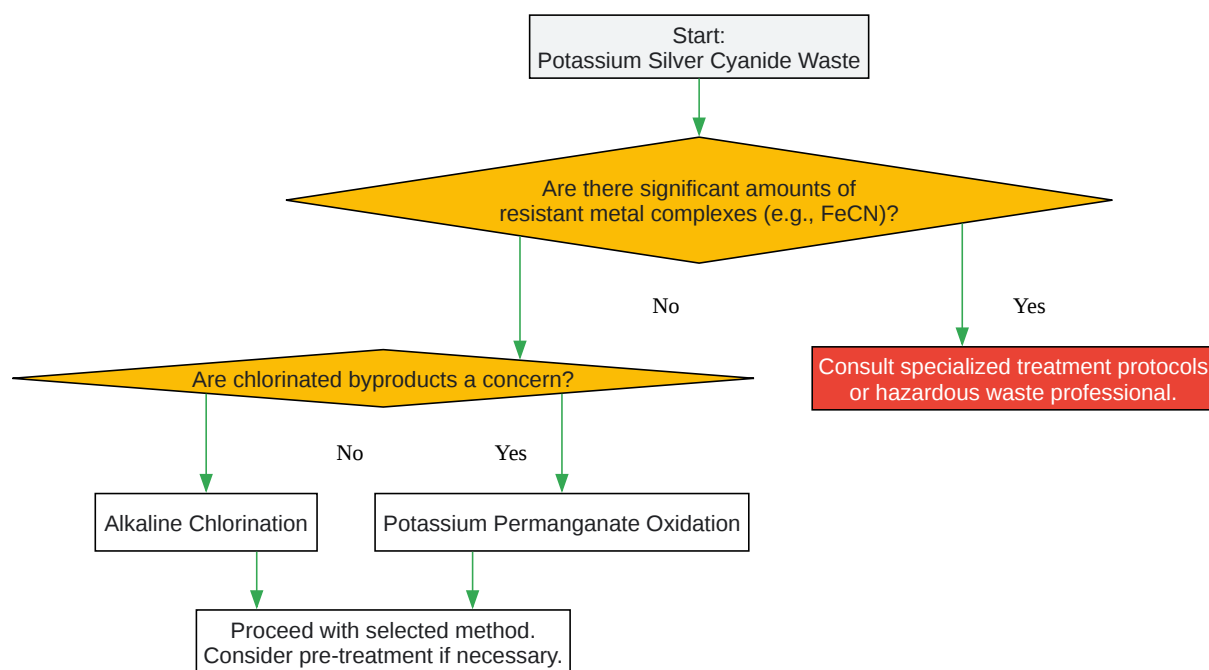 Start:
Potassium Silver Cyanide Waste
Are there significant amounts of
resistant metal complexes (e.g., FeCN)?
No
Yes
Are chlorinated byproducts a concern?
Consult specialized treatment protocols
or hazardous waste professional.
No
Yes
Alkaline Chlorination
Potassium Permanganate Oxidation
Proceed with selected method.
Consider pre-treatment if necessary.